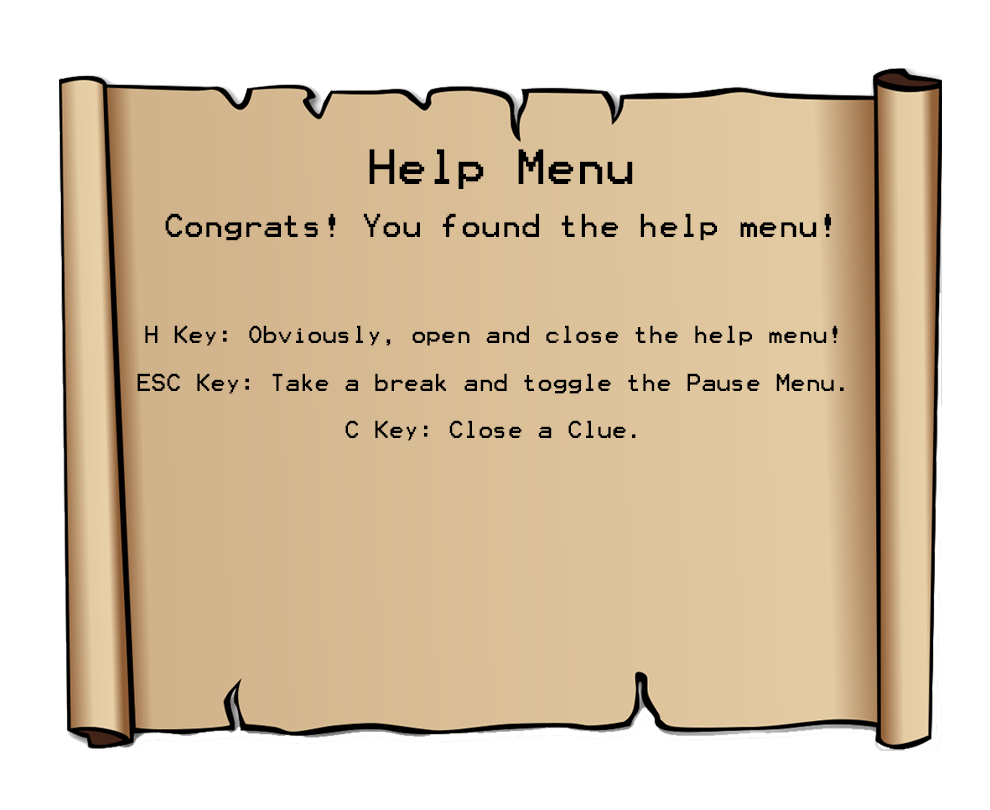 Help Menu
Congrats! You found the help menu!
H Key: Obviously, open and close the help menu!
ESC Key: Take a break and toggle the Pause Menu.
C Key: Close a Clue.